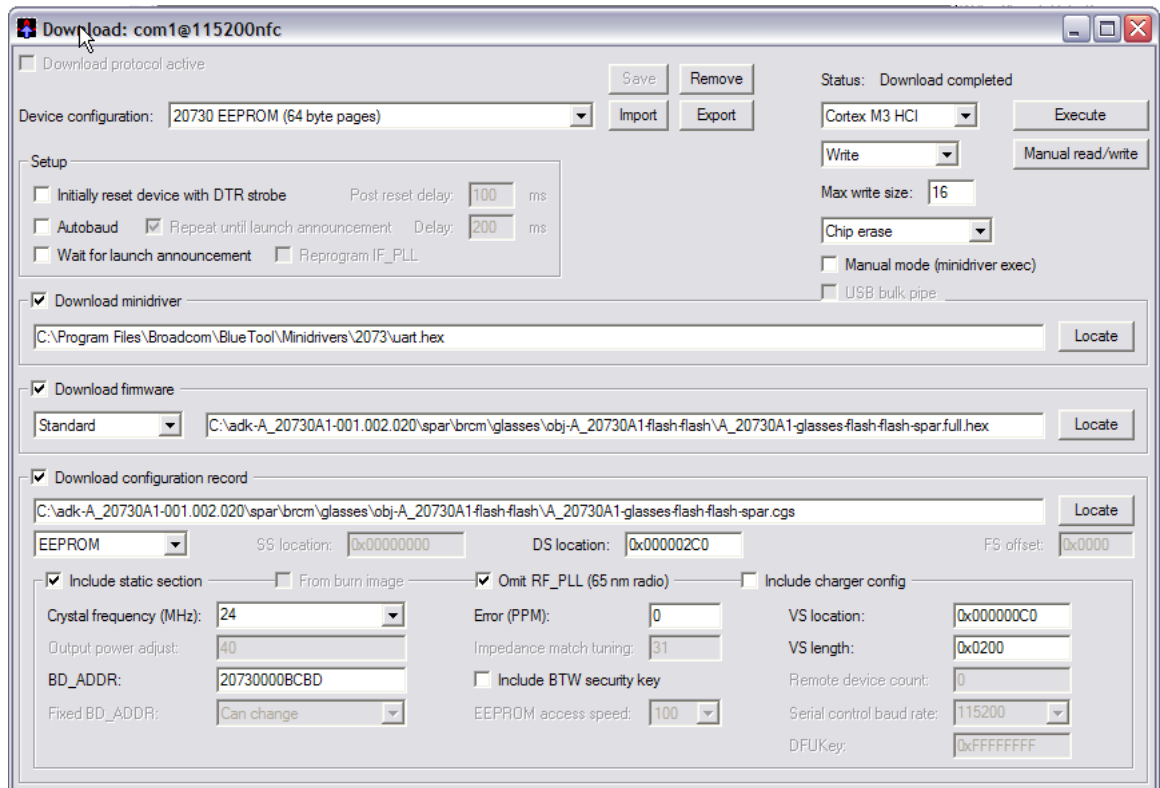 Download: com1@115200nfc
Download protocol active
Save Remove
Status: Download completed
Device configuration: 20730 EEPROM (64 byte pages) Import Export
Cortex M3 HCI Execute
Write Manual read/write
Setup
Initially reset device with DTR strobe Post reset delay: 100 ms
Max write size: 16
Autobaud Repeat until launch announcement Delay: 200 ms
Chip erase
Wait for launch announcement Reprogram IF_PLL
Manual mode (minidriver exec)
USB bulk pipe
Download minidriver
C:\Program Files\Broadcom\BlueTool\Minidrivers\2073\uart.hex Locate
Download firmware
Standard C:\adk-A_20730A1-001.002.020\spar\brcm\glasses\obj-A_20730A1-flash-flash\A_20730A1-glasses-flash-flash-spar.full.hex Locate
Download configuration record
C:\adk-A_20730A1-001.002.020\spar\brcm\glasses\obj-A_20730A1-flash-flash\A_20730A1-glasses-flash-flash-spar.cgs Locate
EEPROM SS location: 0x00000000 DS location: 0x000002C0 FS offset: 0x0000
Include static section From burn image Omit RF_PLL (65 nm radio) Include charger config
Crystal frequency (MHz): 24 Error (PPM): 0 VS location: 0x000000C0
Output power adjust: 40 Impedance match tuning: 31 VS length: 0x0200
BD_ADDR: 20730000BCBD Include BTW security key Remote device count: 0
Fixed BD_ADDR: Can change EEPROM access speed: 100 Serial control baud rate: 115200
DFUKey: 0xFFFFFFFF